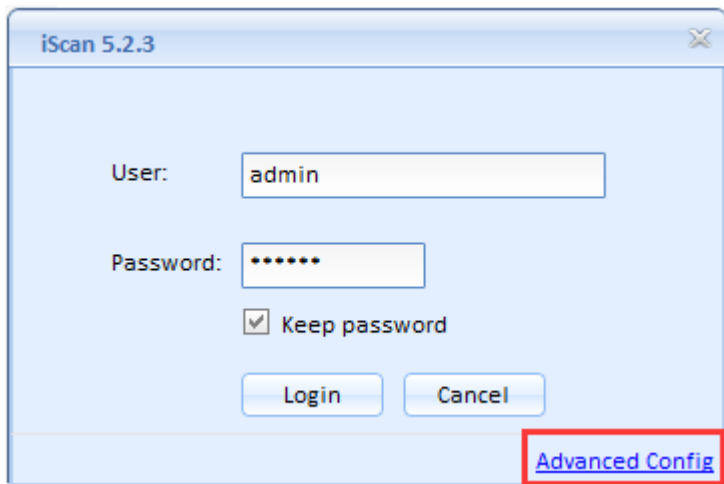 iScan 5.2.3
User:
admin
Password:
••••••
Keep password
Login Cancel
Advanced Config